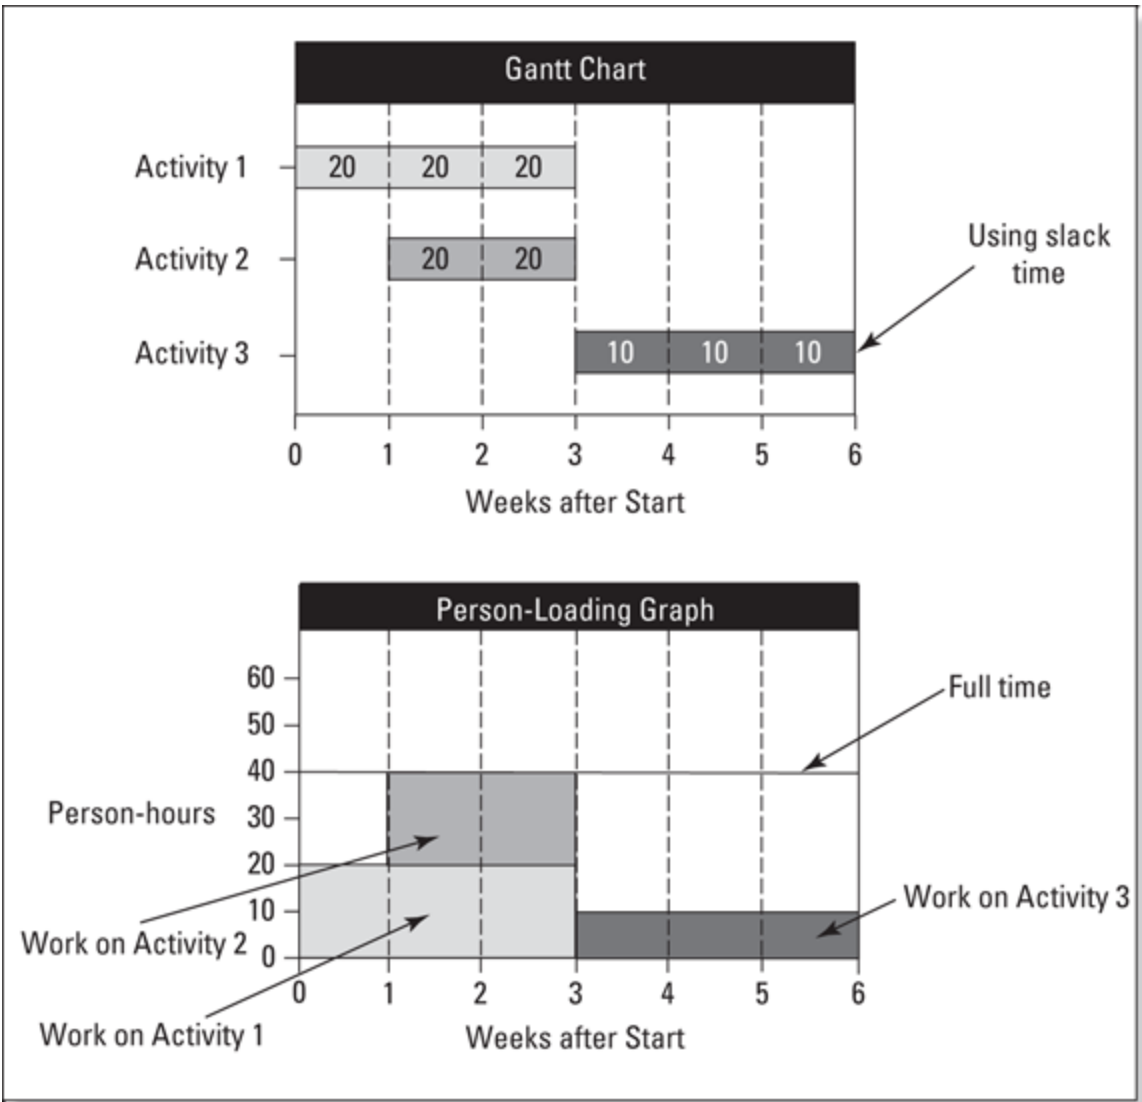 Gantt Chart
Activity 1
20 20 20
Activity 2
20 20
Using slack
time
Activity 3
10 10 10
0 1 2 3 4 5 6
Weeks after Start
Person-Loading Graph
60
Full time
50
40
Person-hours
30
20
Work on Activity 3
10
Work on Activity 2
0
0 1 2 3 4 5 6
Work on Activity 1
Weeks after Start